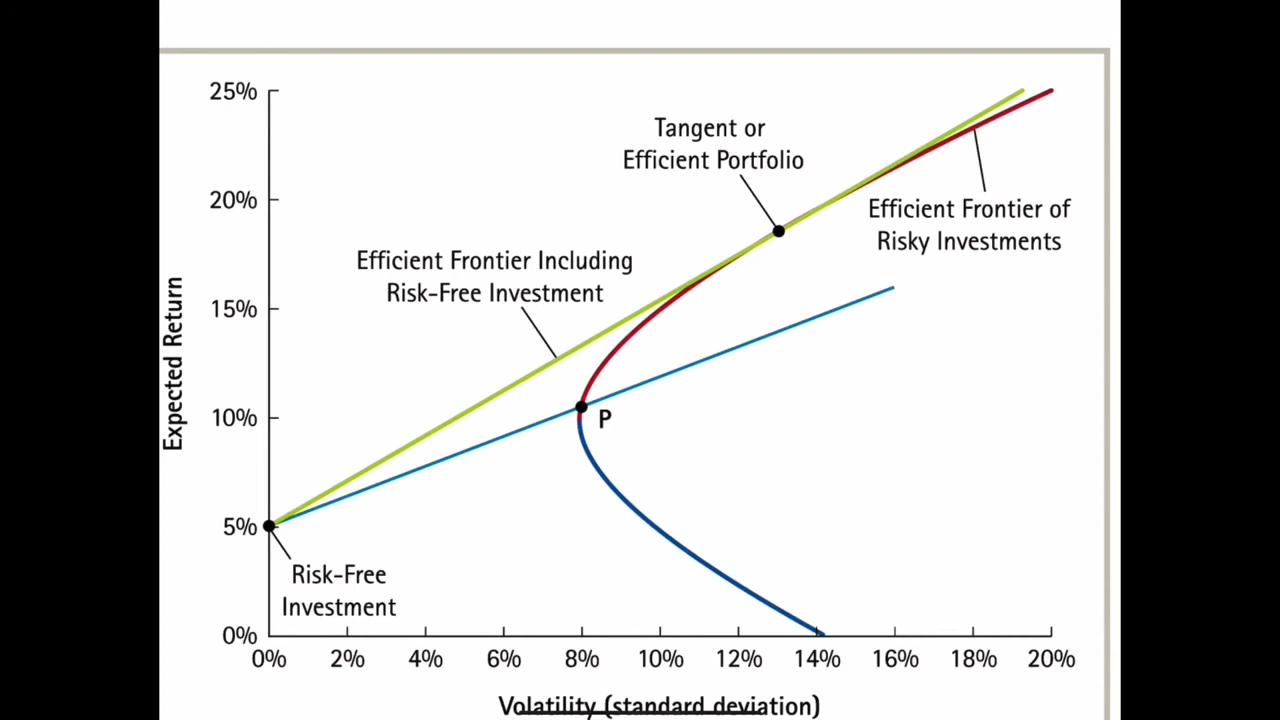 25%
20%
15%
10%
5%
0%
Expected Return
Tangent or
Efficient Portfolio
Efficient Frontier of
Risky Investments
Efficient Frontier Including
Risk-Free Investment
P
Risk-Free
Investment
0% 2% 4% 6% 8% 10% 12% 14% 16% 18% 20%
Volatility (standard deviation)